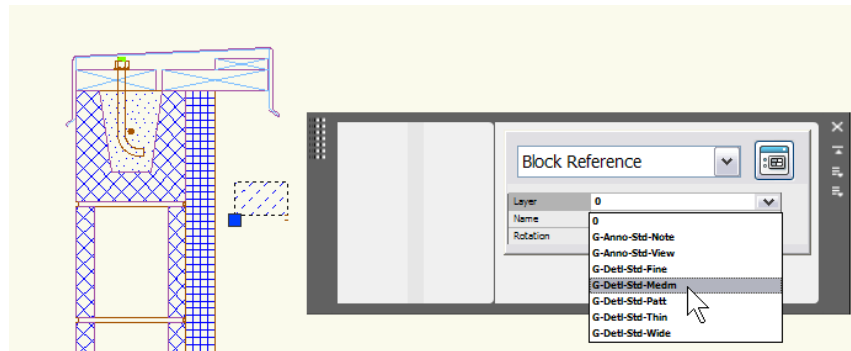 Block Reference
Layer 0
Name
Rotation
0
G-Anno-Std-Note
G-Anno-Std-View
G-Detl-Std-Fine
G-Detl-Std-Medm
G-Detl-Std-Patt
G-Detl-Std-Thin
G-Detl-Std-Wide